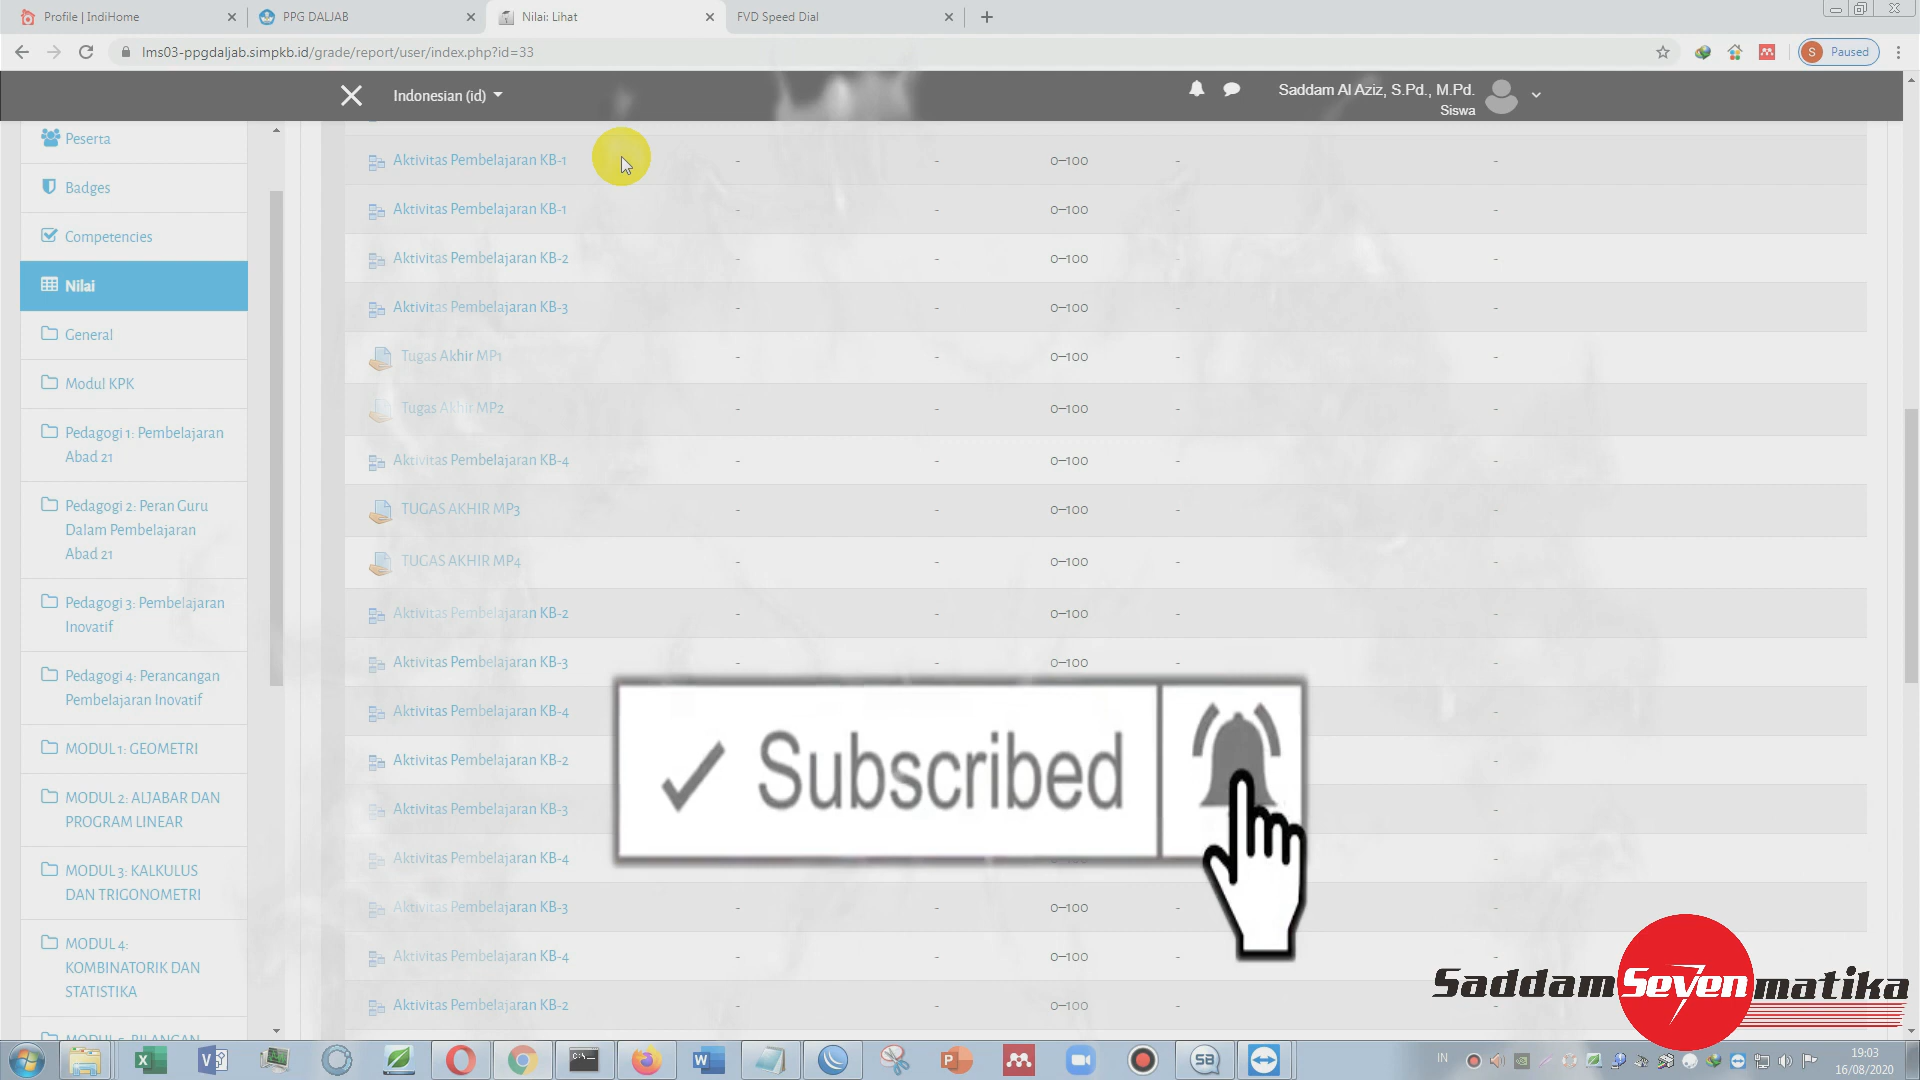 Profile | IndiHome
PPG DALJAB
Nilai: Lihat
FVD Speed Dial
lms03-ppgdaljab.simpkb.id/grade/report/user/index.php?id=33
S Paused
Indonesian (id)
Saddam Al Aziz, S.Pd., M.Pd.
Siswa
Peserta
Badges
Competencies
Nilai
General
Modul KPK
Pedagogi 1: Pembelajaran
Abad 21
Pedagogi 2: Peran Guru
Dalam Pembelajaran
Abad 21
Pedagogi 3: Pembelajaran
Inovatif
Pedagogi 4: Perancangan
Pembelajaran Inovatif
MODUL 1: GEOMETRI
MODUL 2: ALJABAR DAN
PROGRAM LINEAR
MODUL 3: KALKULUS
DAN TRIGONOMETRI
MODUL 4:
KOMBINATORIK DAN
STATISTIKA
Aktivitas Pembelajaran KB-1 - - 0–100 - -
Aktivitas Pembelajaran KB-1 - - 0–100 - -
Aktivitas Pembelajaran KB-2 - - 0–100 - -
Aktivitas Pembelajaran KB-3 - - 0–100 - -
Tugas Akhir MP1 - - 0–100 - -
Tugas Akhir MP2 - - 0–100 - -
Aktivitas Pembelajaran KB-4 - - 0–100 - -
TUGAS AKHIR MP3 - - 0–100 - -
TUGAS AKHIR MP4 - - 0–100 - -
Aktivitas Pembelajaran KB-2 - - 0–100 - -
Aktivitas Pembelajaran KB-3 - - 0–100 - -
Aktivitas Pembelajaran KB-4 -
Aktivitas Pembelajaran KB-2 -
Aktivitas Pembelajaran KB-3 -
Aktivitas Pembelajaran KB-4 -
Aktivitas Pembelajaran KB-3 - - 0–100 - -
Aktivitas Pembelajaran KB-4 - - 0–100 -
Aktivitas Pembelajaran KB-2 - - 0–100 -
Subscribed
SaddamSevenmatika
IN
19:03
16/08/2020